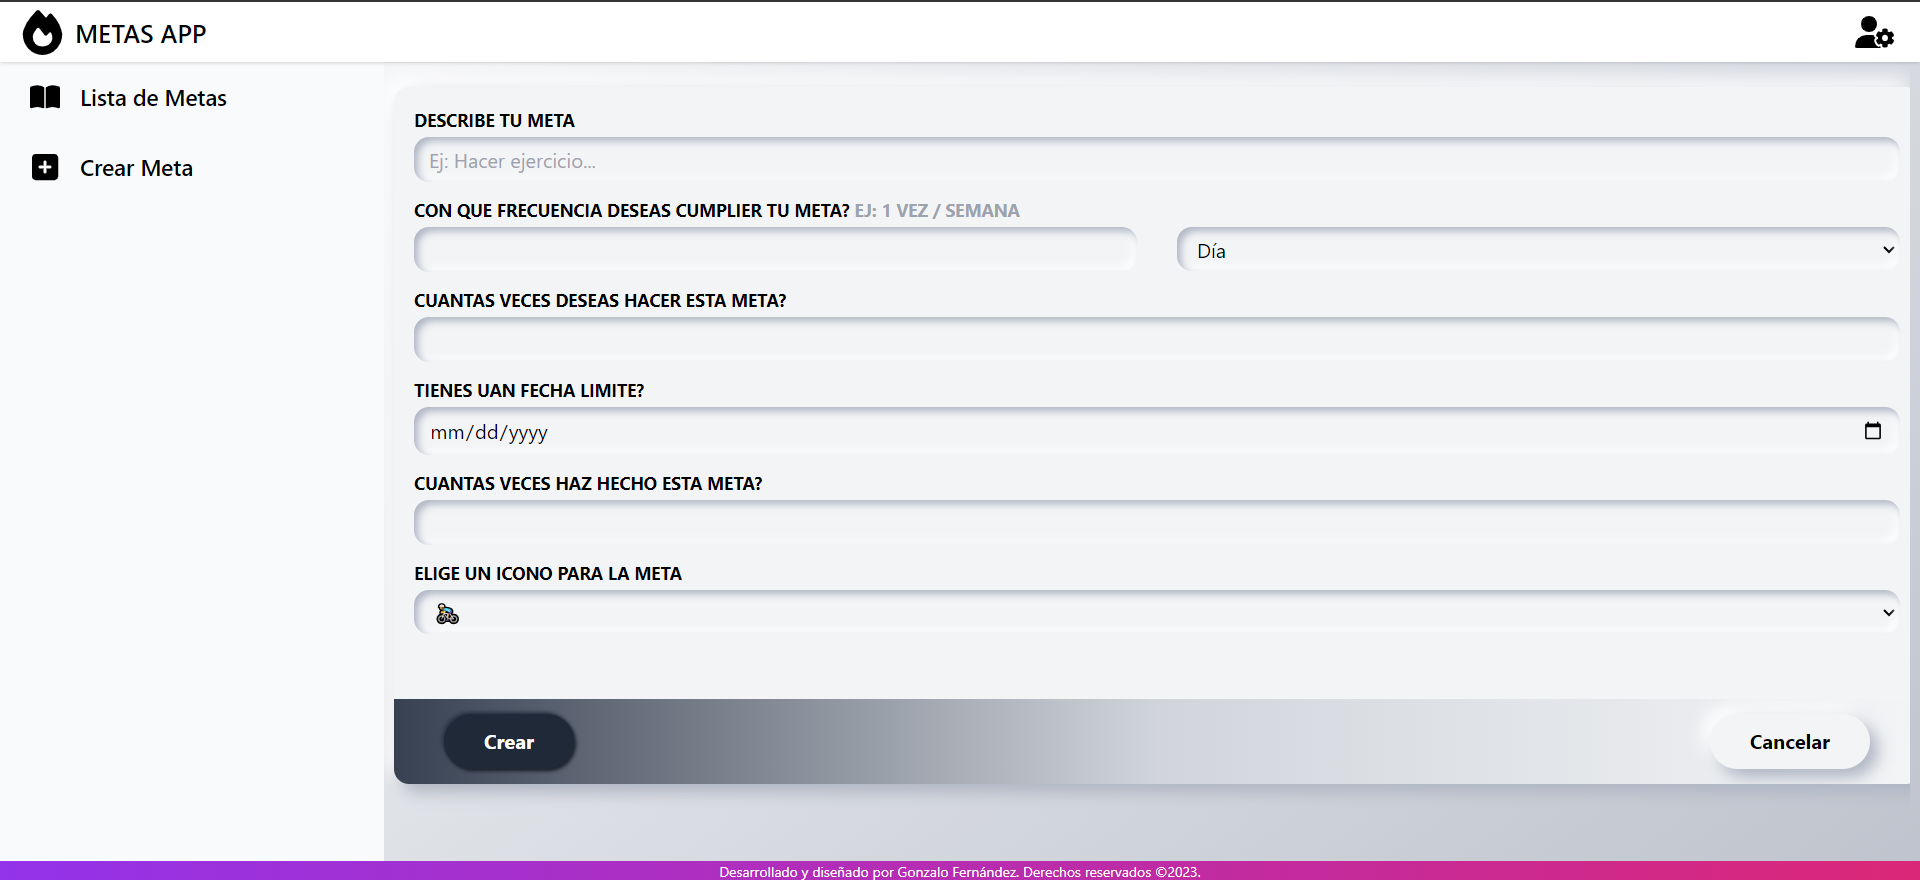 METAS APP
Lista de Metas
Crear Meta
DESCRIBE TU META
Ej: Hacer ejercicio...
CON QUE FRECUENCIA DESEAS CUMPLIER TU META? EJ: 1 VEZ / SEMANA
Día
CUANTAS VECES DESEAS HACER ESTA META?
TIENES UAN FECHA LIMITE?
mm/dd/yyyy
CUANTAS VECES HAZ HECHO ESTA META?
ELIGE UN ICONO PARA LA META
Crear
Cancelar
Desarrollado y diseñado por Gonzalo Fernández. Derechos reservados ©2023.